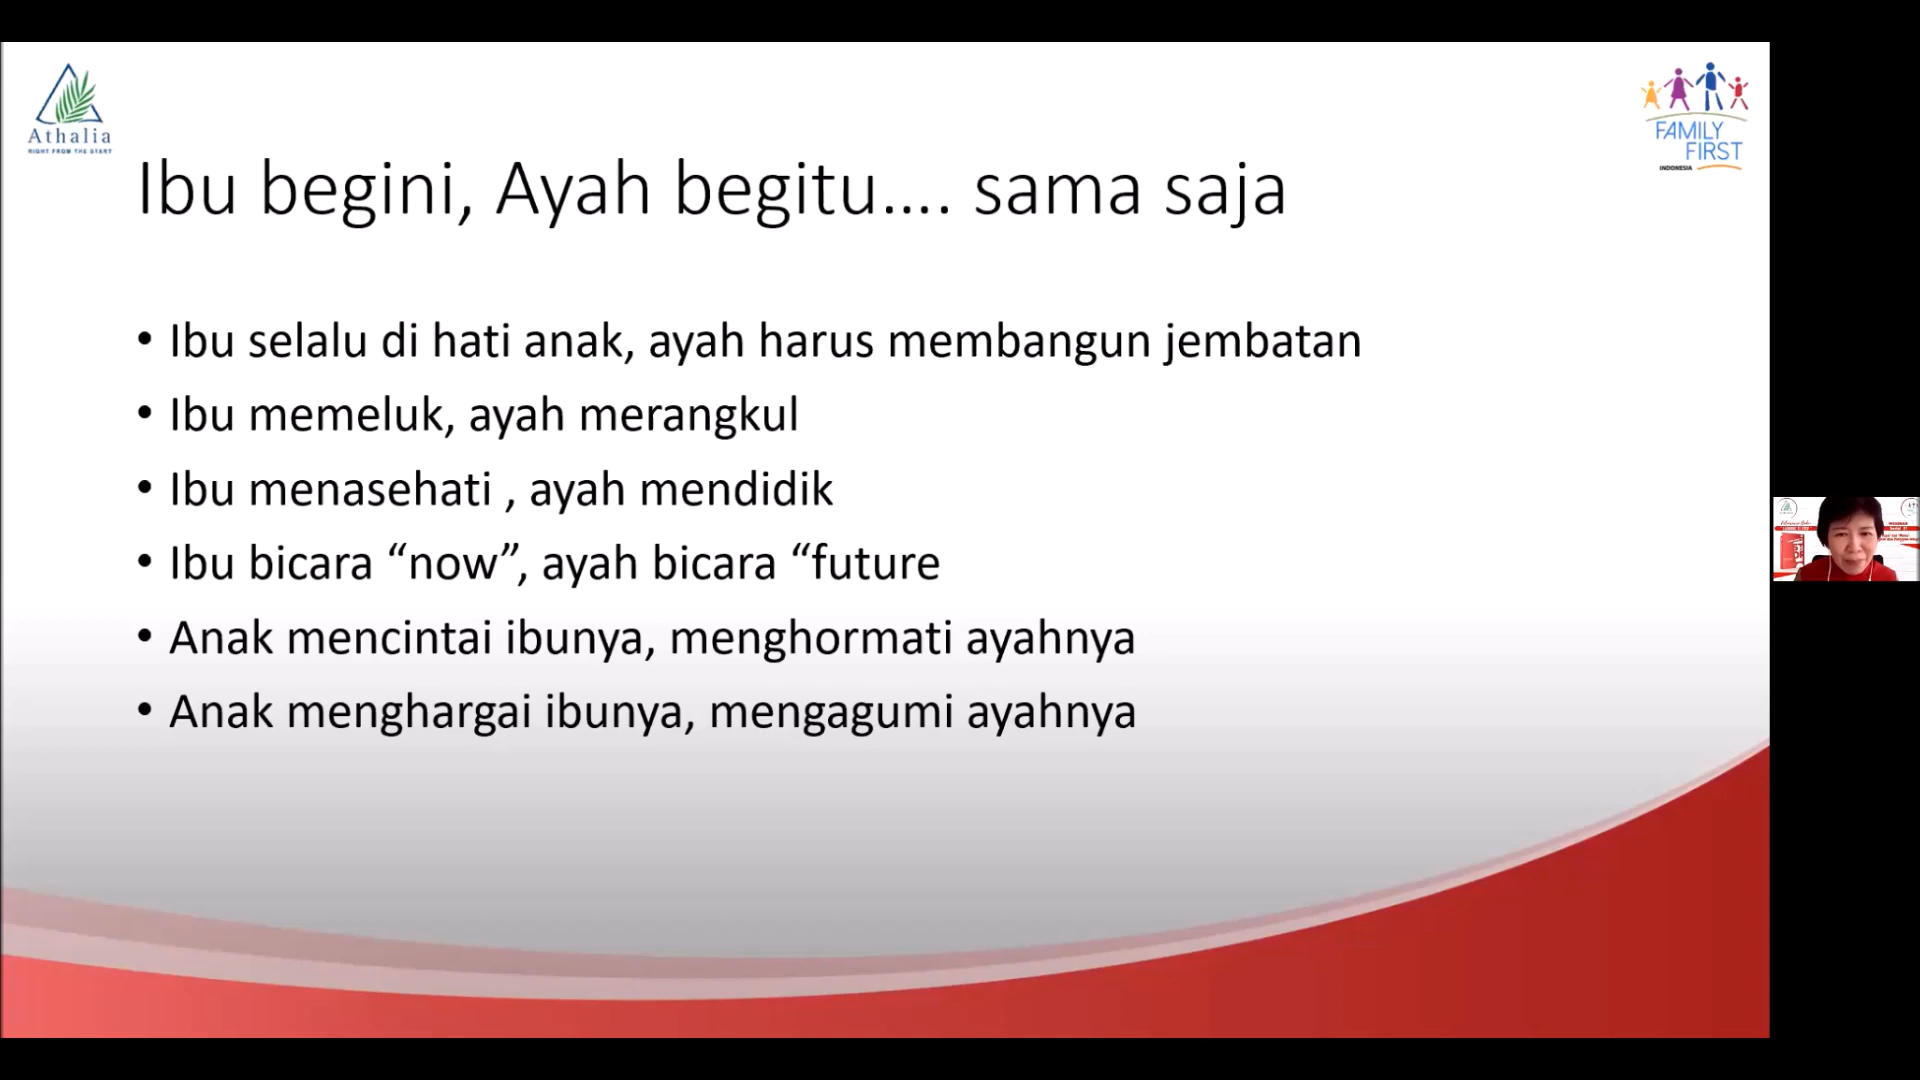 Athalia
RIGHT FROM THE START
FAMILY
FIRST
INDONESIA
Ibu begini, Ayah begitu.... sama saja
• Ibu selalu di hati anak, ayah harus membangun jembatan
• Ibu memeluk, ayah merangkul
• Ibu menasehati , ayah mendidik
• Ibu bicara “now”, ayah bicara “future
• Anak mencintai ibunya, menghormati ayahnya
• Anak menghargai ibunya, mengagumi ayahnya
WEBINAR